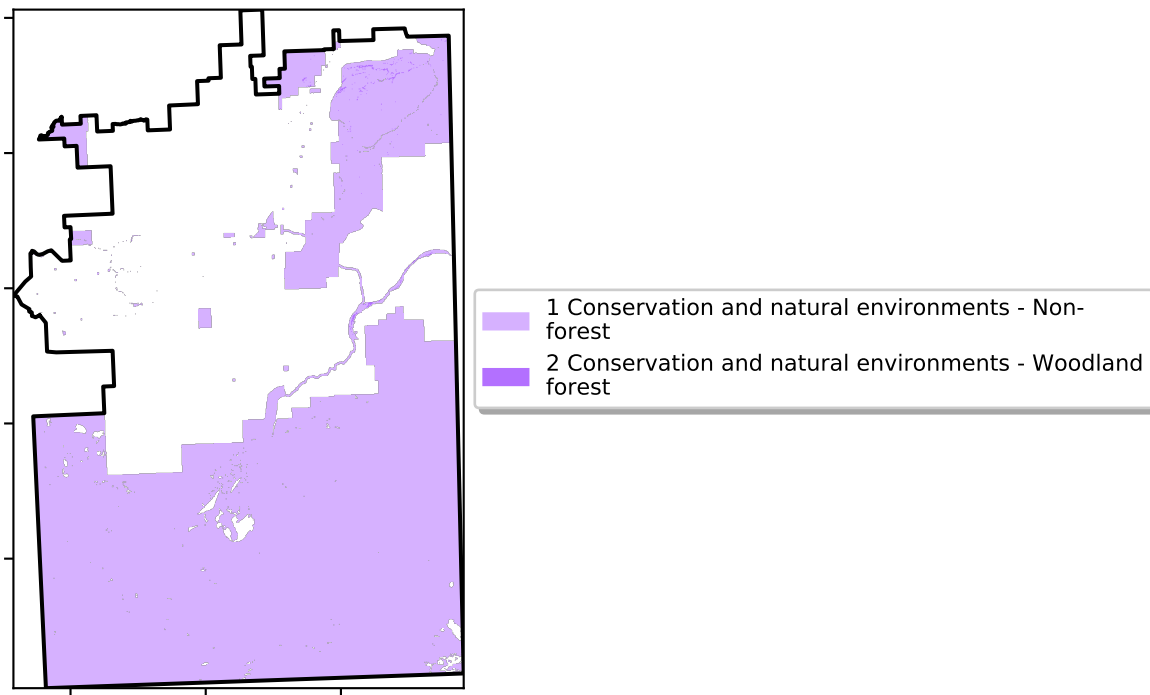 1 Conservation and natural environments - Non-
forest
2 Conservation and natural environments - Woodland
forest